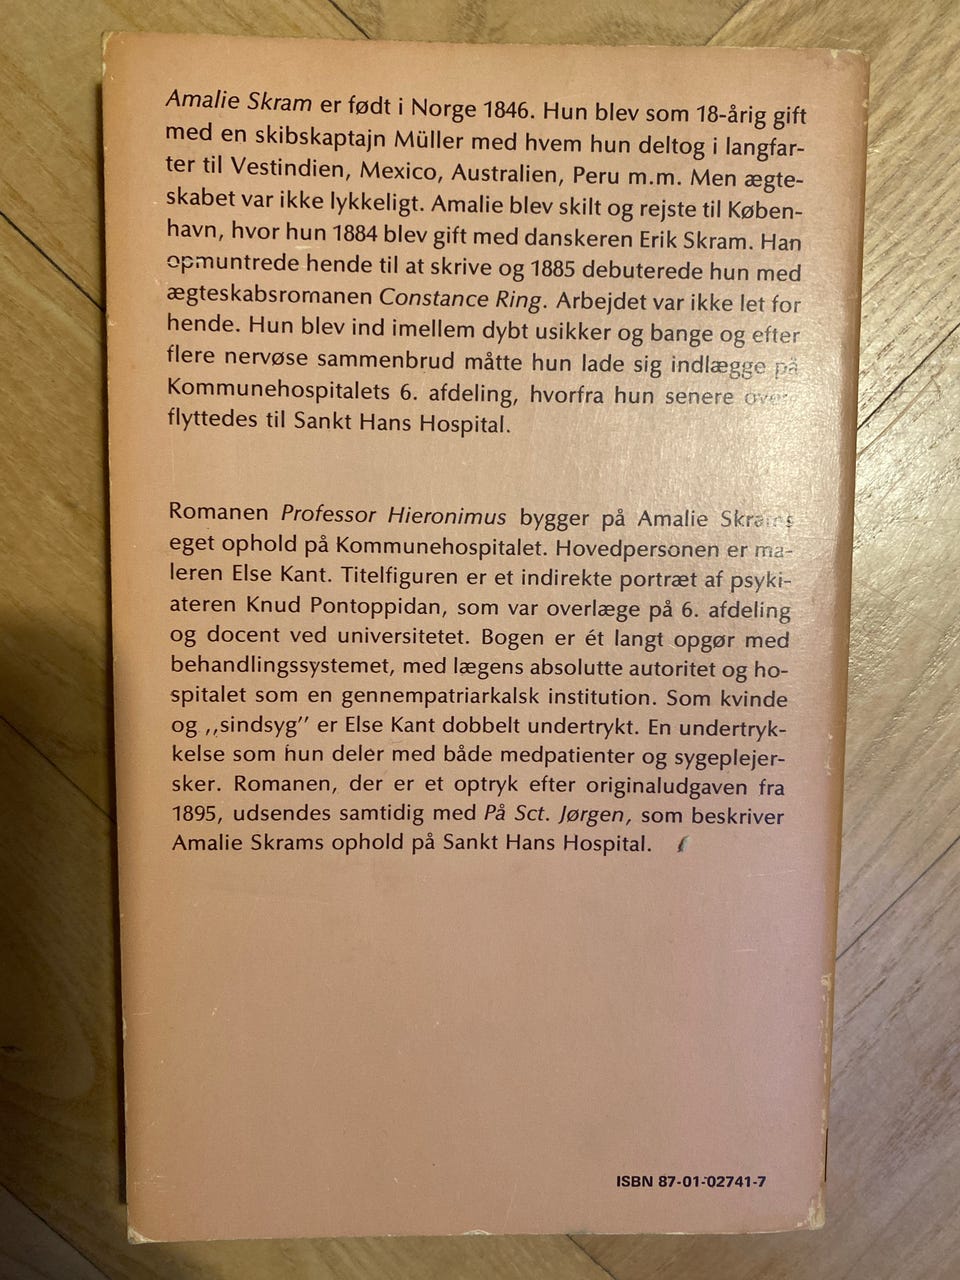 Amalie Skram er født i Norge 1846. Hun blev som 18-årig gift
med en skibskaptajn Müller med hvem hun deltog i langfar-
ter til Vestindien, Mexico, Australien, Peru m.m. Men ægte-
skabet var ikke lykkeligt. Amalie blev skilt og rejste til Køben-
havn, hvor hun 1884 blev gift med danskeren Erik Skram. Han
opmuntrede hende til at skrive og 1885 debuterede hun med
ægteskabsromanen Constance Ring. Arbejdet var ikke let for
hende. Hun blev ind imellem dybt usikker og bange og efter
flere nervøse sammenbrud måtte hun lade sig indlægge på
Kommunehospitalets 6. afdeling, hvorfra hun senere over-
flyttedes til Sankt Hans Hospital.
Romanen Professor Hieronimus bygger på Amalie Skrams
eget ophold på Kommunehospitalet. Hovedpersonen er ma-
leren Else Kant. Titelfiguren er et indirekte portræt af psyki-
ateren Knud Pontoppidan, som var overlæge på 6. afdeling
og docent ved universitetet. Bogen er ét langt opgør med
behandlingssystemet, med lægens absolutte autoritet og ho-
spitalet som en gennempatriarkalsk institution. Som kvinde
og ,,sindsyg” er Else Kant dobbelt undertrykt. En undertryk-
kelse som hun deler med både medpatienter og sygeplejer-
sker. Romanen, der er et optryk efter originaludgaven fra
1895, udsendes samtidig med På Sct. Jørgen, som beskriver
Amalie Skrams ophold på Sankt Hans Hospital.
ISBN 87-01-02741-7